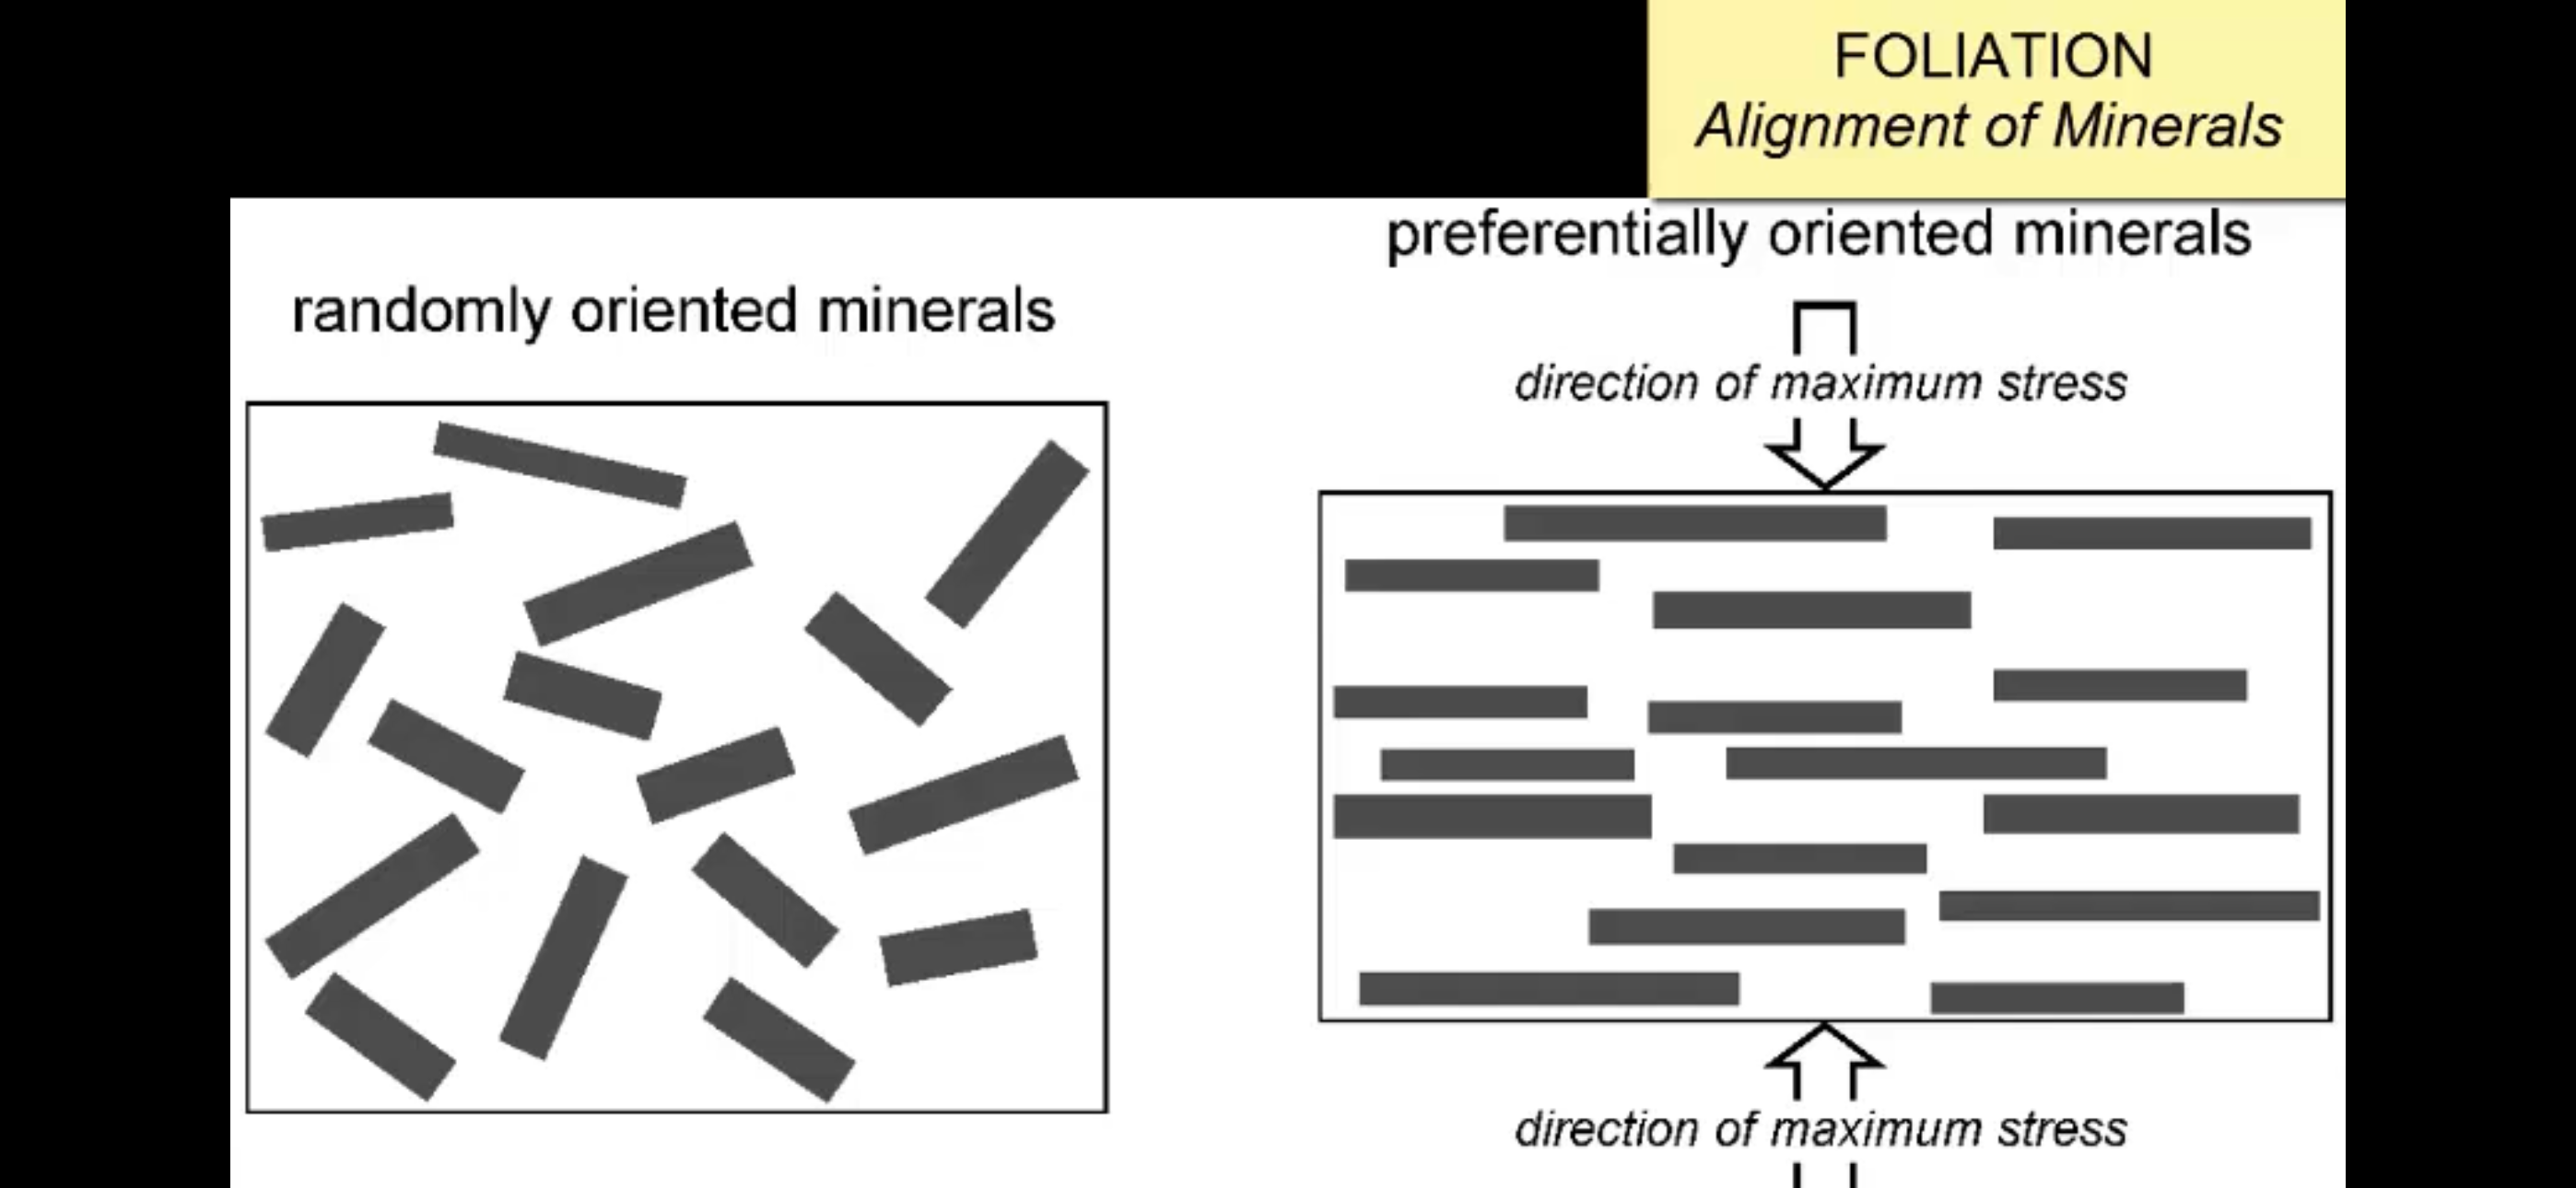 FOLIATION
Alignment of Minerals
randomly oriented minerals
preferentially oriented minerals
direction of maximum stress
direction of maximum stress